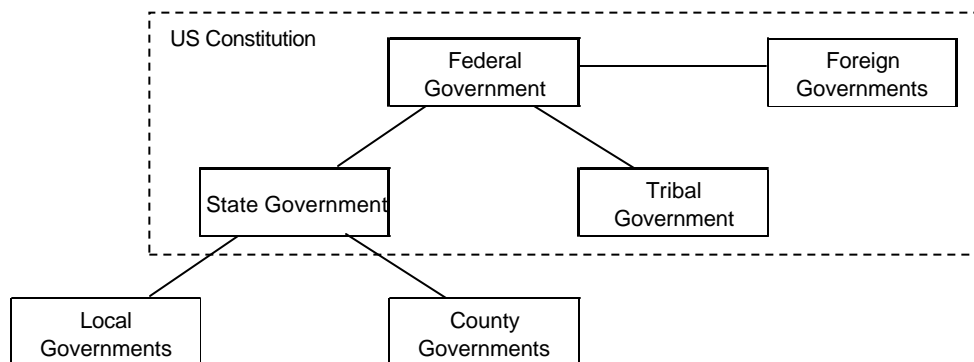 US Constitution
Federal
Government
Foreign
Governments
State Government
Tribal
Government
Local
Governments
County
Governments